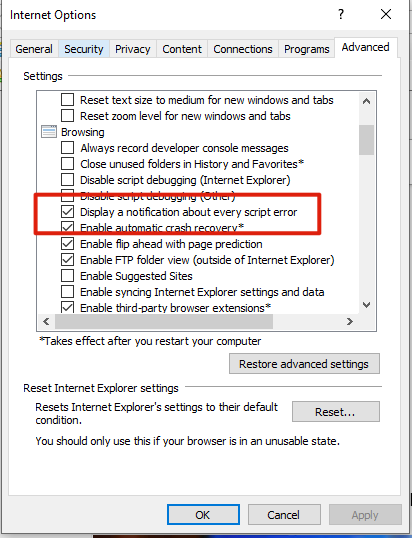 Internet Options
General Security Privacy Content Connections Programs Advanced
Settings
Reset text size to medium for new windows and tabs
Reset zoom level for new windows and tabs
Browsing
Always record developer console messages
Close unused folders in History and Favorites*
Disable script debugging (Internet Explorer)
Disable script debugging (Other)
Display a notification about every script error
Enable automatic crash recovery*
Enable flip ahead with page prediction
Enable FTP folder view (outside of Internet Explorer)
Enable Suggested Sites
Enable syncing Internet Explorer settings and data
Enable third-party browser extensions*
*Takes effect after you restart your computer
Restore advanced settings
Reset Internet Explorer settings
Resets Internet Explorer's settings to their default
condition.
Reset...
You should only use this if your browser is in an unusable state.
OK Cancel Apply